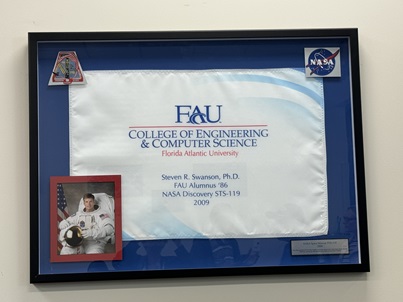 NASA
FAU
COLLEGE OF ENGINEERING
& COMPUTER SCIENCE
Florida Atlantic University
Steven R. Swanson, Ph.D.
FAU Alumnus '86
NASA Discovery STS-119
2009